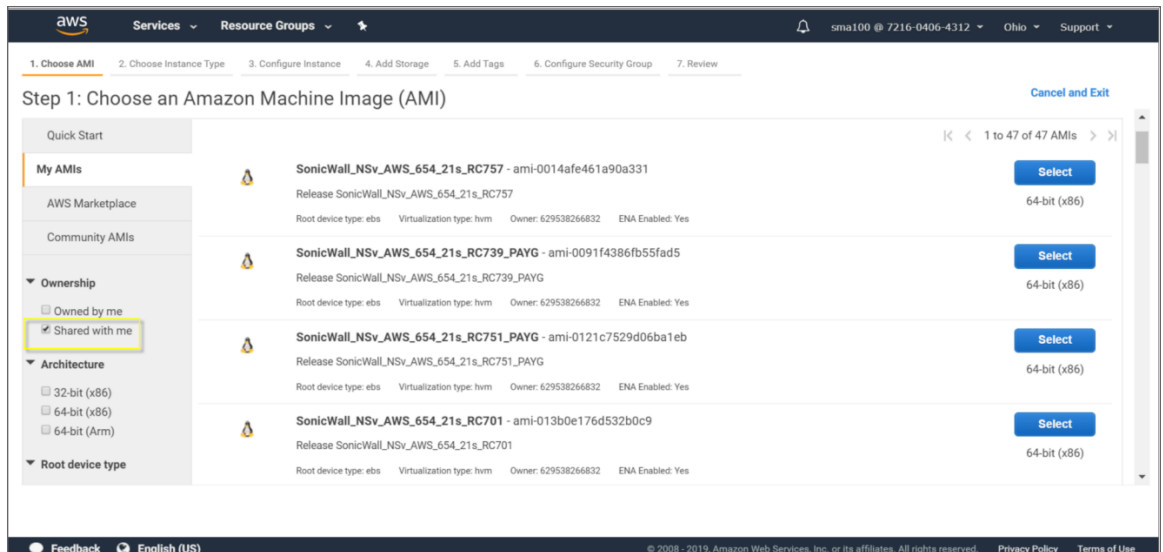 aws Services Resource Groups sma100 @ 7216-0406-4312 Ohio Support
1. Choose AMI 2. Choose Instance Type 3. Configure Instance 4. Add Storage 5. Add Tags 6. Configure Security Group 7. Review
Step 1: Choose an Amazon Machine Image (AMI)
Cancel and Exit
Quick Start
My AMIs
AWS Marketplace
Community AMIs
Ownership
Owned by me
Shared with me
Architecture
32-bit (x86)
64-bit (x86)
64-bit (Arm)
Root device type
1 to 47 of 47 AMIs
SonicWall_NSv_AWS_654_21s_RC757 - ami-0014afe461a90a331
Release SonicWall_NSv_AWS_654_21s_RC757
Root device type: ebs Virtualization type: hvm Owner: 629538266832 ENA Enabled: Yes
Select
64-bit (x86)
SonicWall_NSv_AWS_654_21s_RC739_PAYG - ami-0091f4386fb55fad5
Release SonicWall_NSv_AWS_654_21s_RC739_PAYG
Root device type: ebs Virtualization type: hvm Owner: 629538266832 ENA Enabled: Yes
Select
64-bit (x86)
SonicWall_NSv_AWS_654_21s_RC751_PAYG - ami-0121c7529d06ba1eb
Release SonicWall_NSv_AWS_654_21s_RC751_PAYG
Root device type: ebs Virtualization type: hvm Owner: 629538266832 ENA Enabled: Yes
Select
64-bit (x86)
SonicWall_NSv_AWS_654_21s_RC701 - ami-013b0e176d532b0c9
Release SonicWall_NSv_AWS_654_21s_RC701
Root device type: ebs Virtualization type: hvm Owner: 629538266832 ENA Enabled: Yes
Select
64-bit (x86)
Feedback English (US) © 2008 - 2019, Amazon Web Services, Inc. or its affiliates. All rights reserved. Privacy Policy Terms of Use